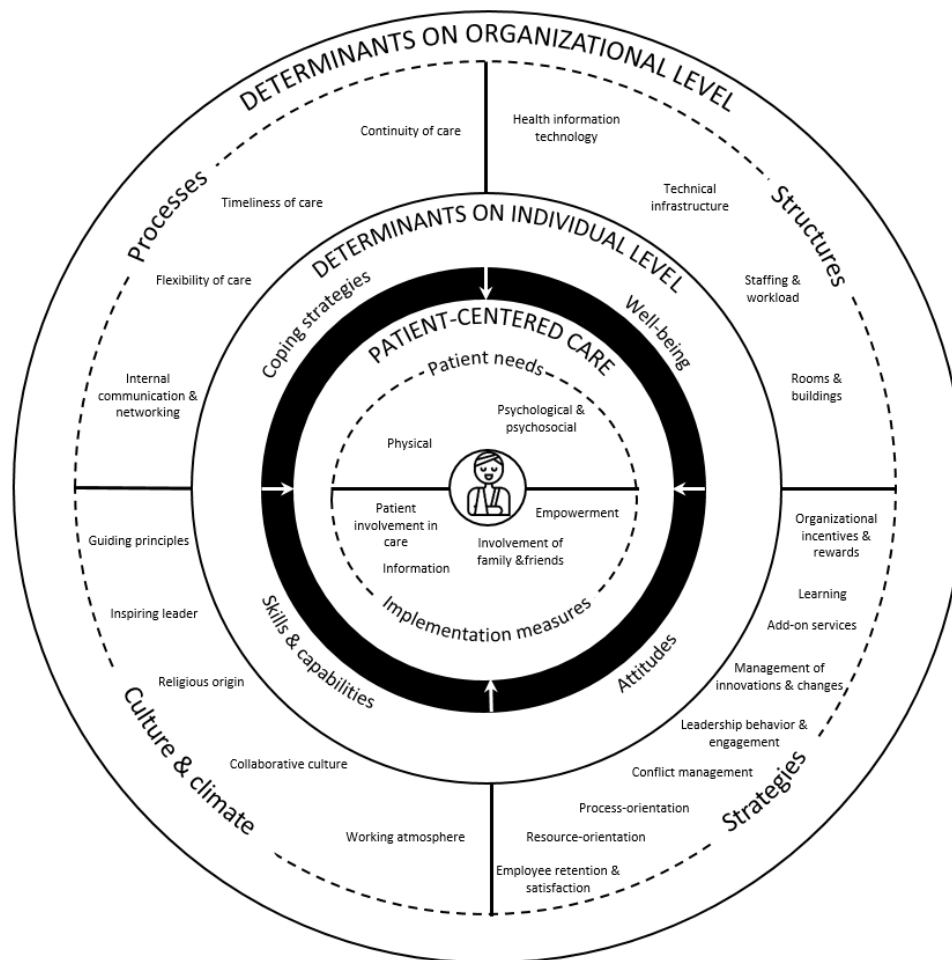 DETERMINANTS ON ORGANIZATIONAL LEVEL
Processes
Continuity of care
Timeliness of care
Flexibility of care
Internal
communication &
networking
Structures
Health information
technology
Technical
infrastructure
Staffing &
workload
Rooms &
buildings
DETERMINANTS ON INDIVIDUAL LEVEL
Coping strategies
Well-being
PATIENT-CENTERED CARE
Patient needs
Psychological &
psychosocial
Physical
Patient
involvement in
care
Empowerment
Information
Involvement of
family &friends
Implementation measures
Skills & capabilities
Attitudes
Guiding principles
Inspiring leader
Religious origin
Collaborative culture
Working atmosphere
Culture & climate
Organizational
incentives &
rewards
Learning
Add-on services
Management of
innovations & changes
Leadership behavior &
engagement
Conflict management
Process-orientation
Resource-orientation
Employee retention &
satisfaction
Strategies